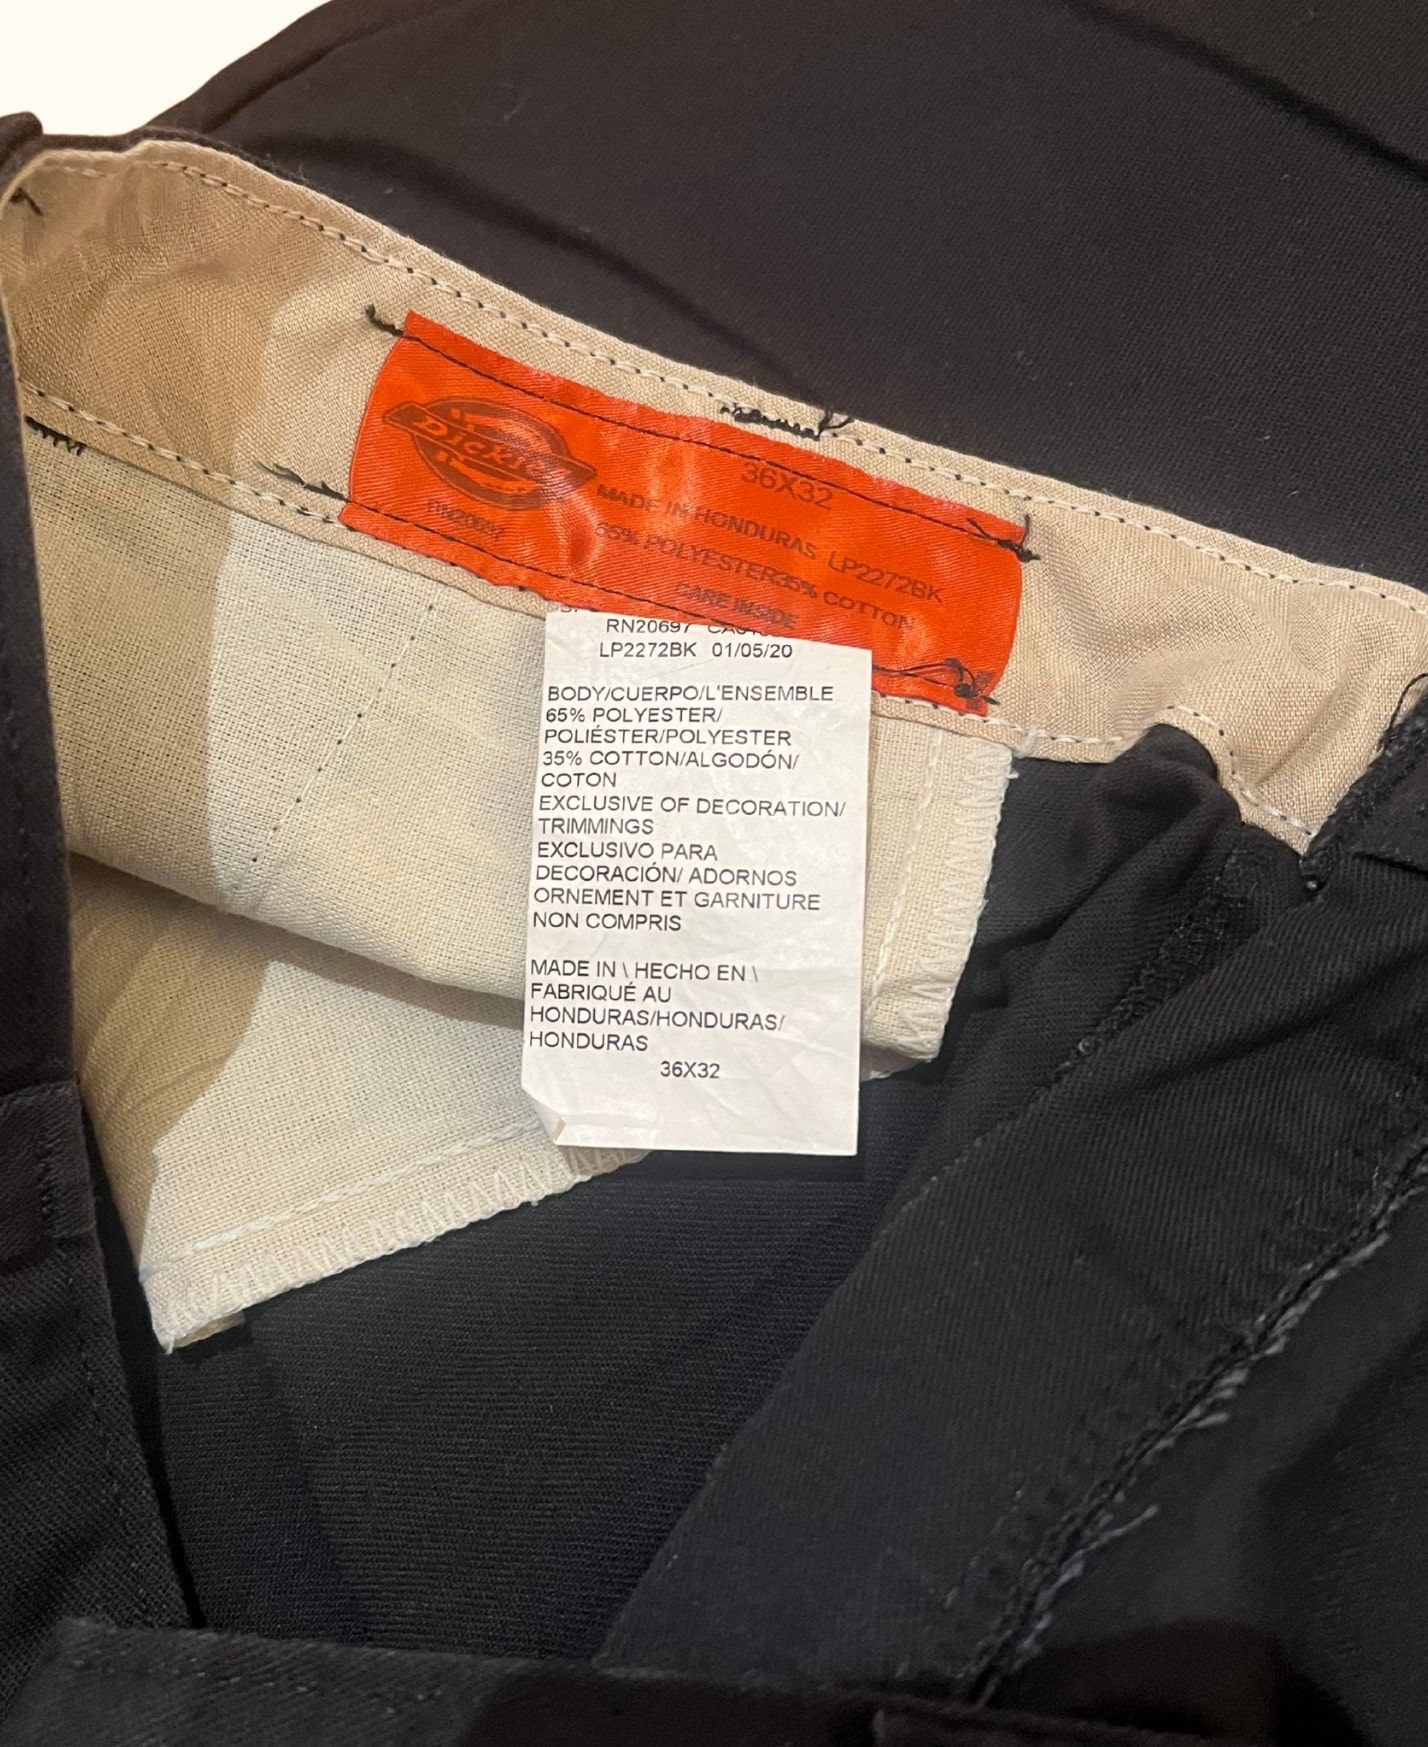 DICKIES
RN20697
36X32
MADE IN HONDURAS LP2272BK
65% POLYESTER35% COTTON
CARE INSIDE
RN20697
LP2272BK 01/05/20
BODY/CUERPO/L'ENSEMBLE
65% POLYESTER/
POLIÉSTER/POLYESTER
35% COTTON/ALGODÓN/
COTON
EXCLUSIVE OF DECORATION/
TRIMMINGS
EXCLUSIVO PARA
DECORACIÓN/ ADORNOS
ORNEMENT ET GARNITURE
NON COMPRIS
MADE IN \ HECHO EN \
FABRIQUÉ AU
HONDURAS/HONDURAS/
HONDURAS
36X32